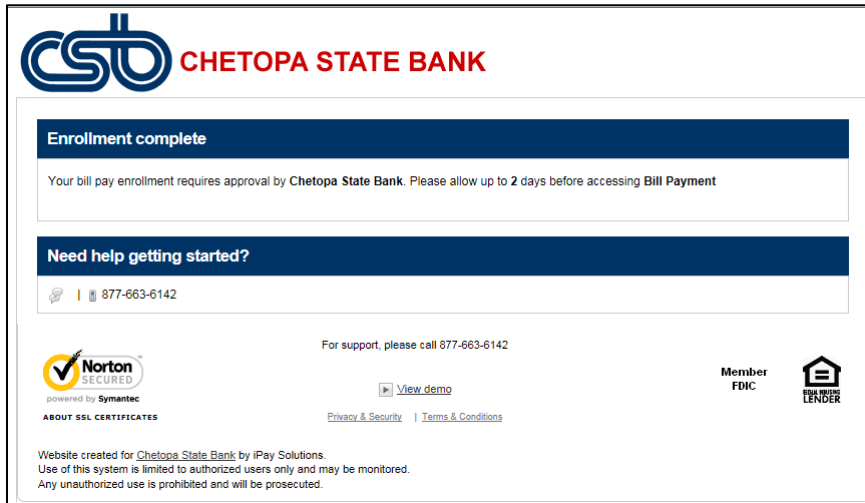 csb CHETOPA STATE BANK
Enrollment complete
Your bill pay enrollment requires approval by Chetopa State Bank. Please allow up to 2 days before accessing Bill Payment
Need help getting started?
| 877-663-6142
For support, please call 877-663-6142
Norton
SECURED
powered by Symantec
ABOUT SSL CERTIFICATES
View demo
Privacy & Security | Terms & Conditions
Member
FDIC
EQUAL HOUSING
LENDER
Website created for Chetopa State Bank by iPay Solutions.
Use of this system is limited to authorized users only and may be monitored.
Any unauthorized use is prohibited and will be prosecuted.